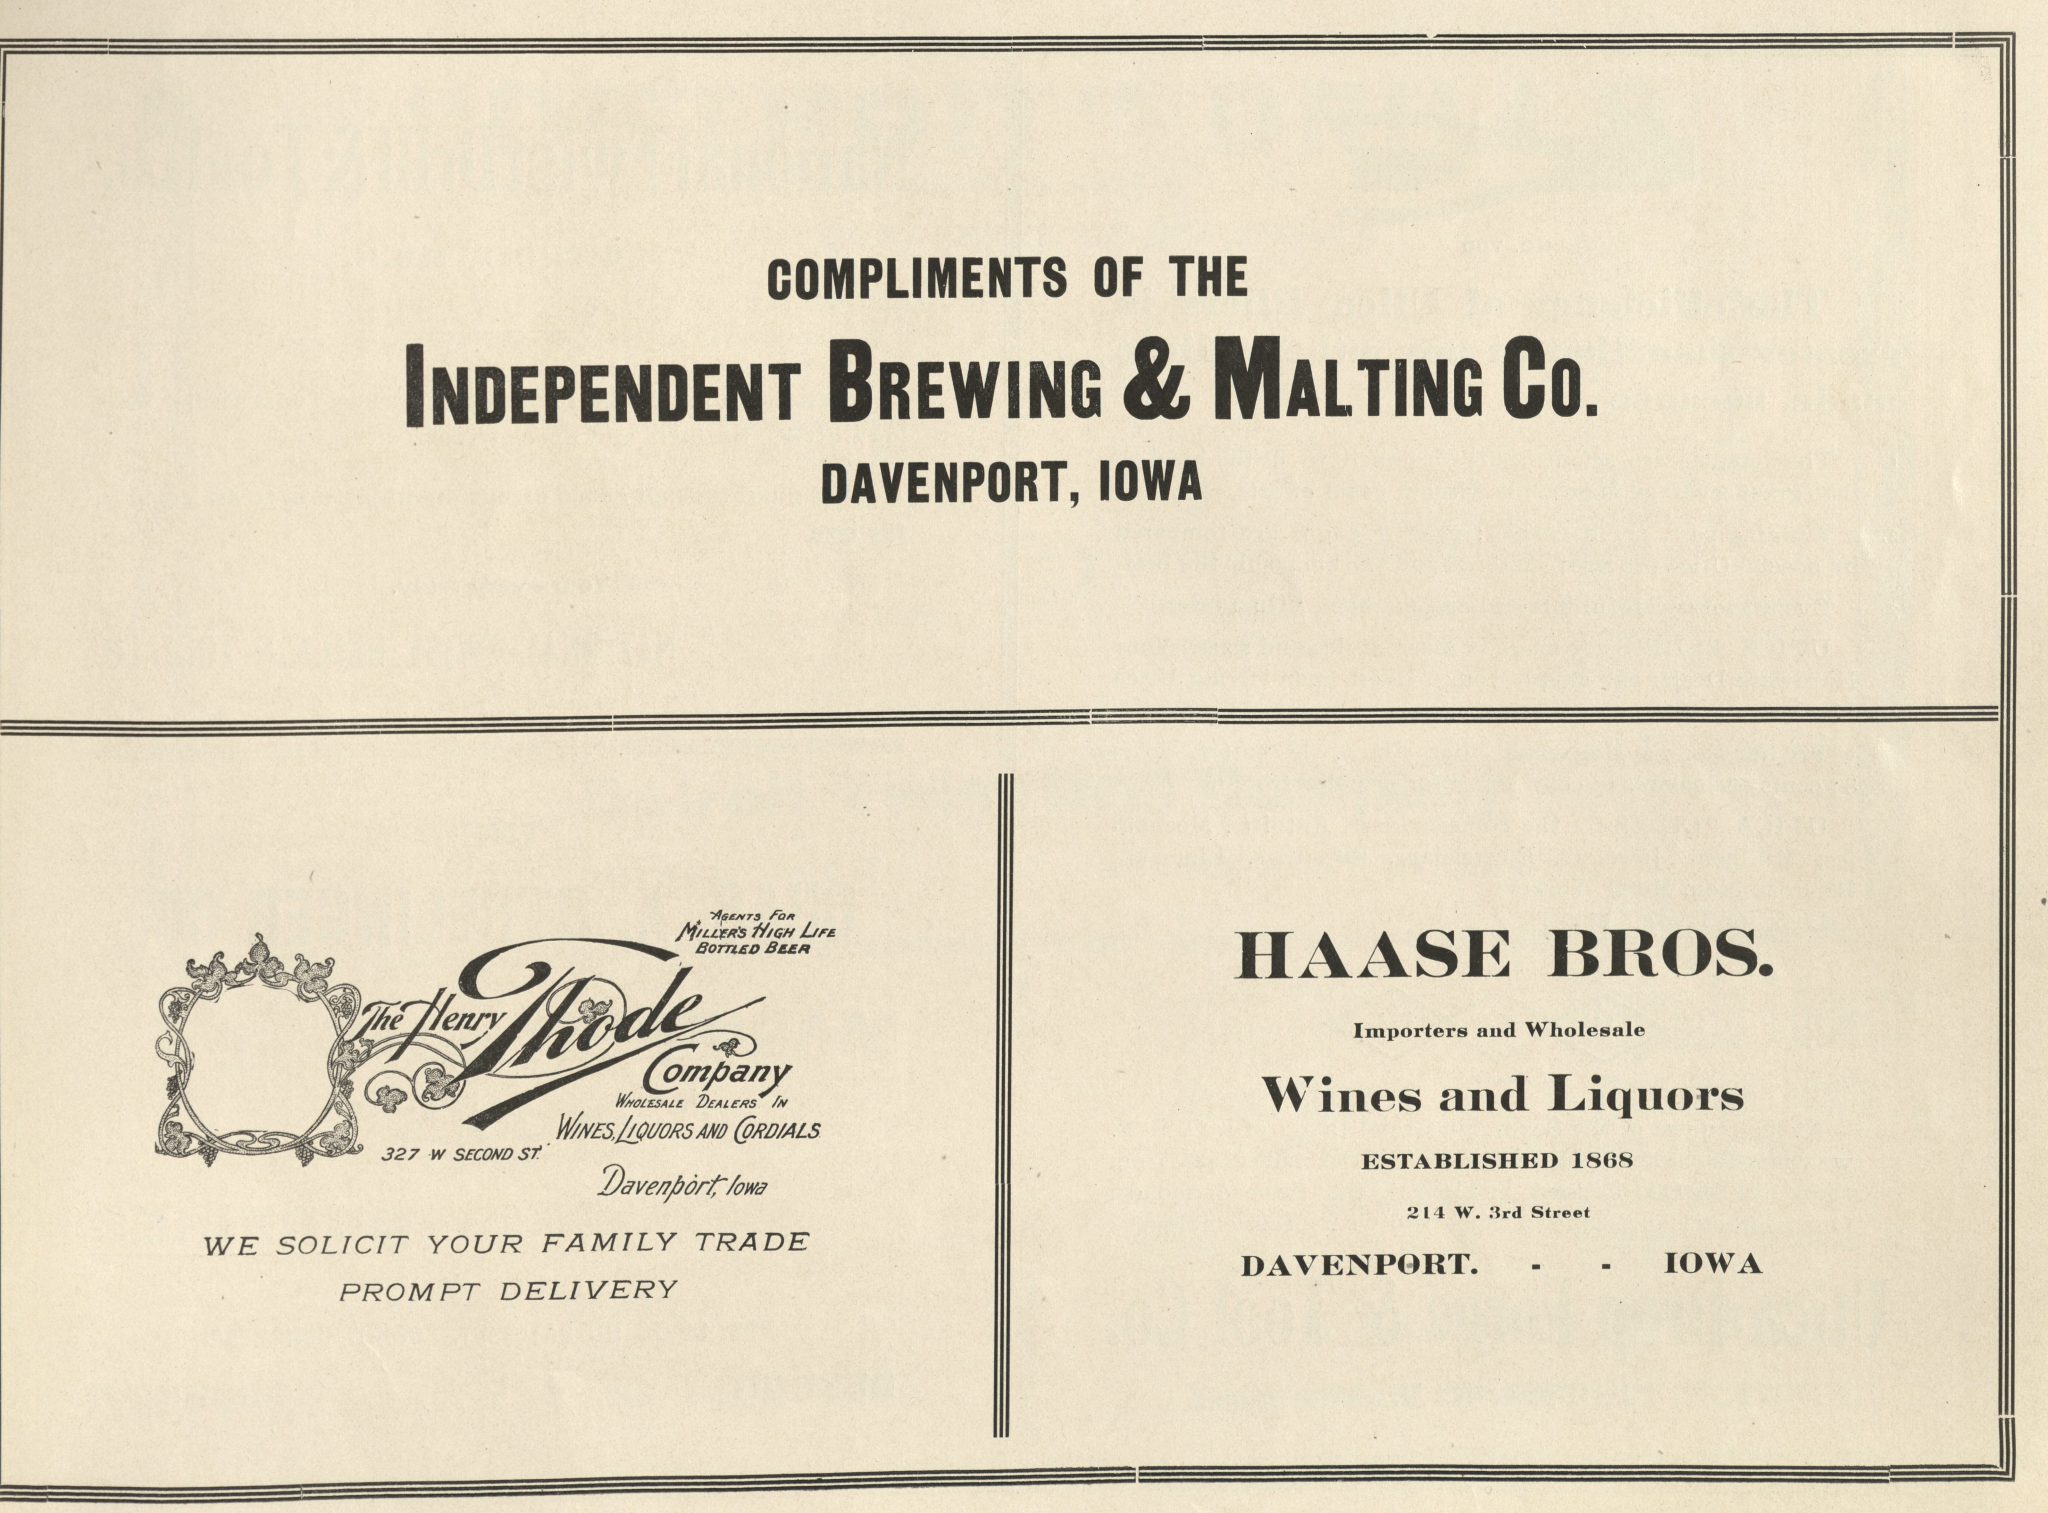 COMPLIMENTS OF THE
INDEPENDENT BREWING & MALTING CO.
DAVENPORT, IOWA
AGENTS FOR
MILLER'S HIGH LIFE
BOTTLED BEER
The Henry Thode
Company
WHOLESALE DEALERS IN
WINES, LIQUORS AND CORDIALS
327 W SECOND ST.
Davenport, Iowa
WE SOLICIT YOUR FAMILY TRADE
PROMPT DELIVERY
HAASE BROS.
Importers and Wholesale
Wines and Liquors
ESTABLISHED 1868
214 W. 3rd Street
DAVENPORT. - - IOWA